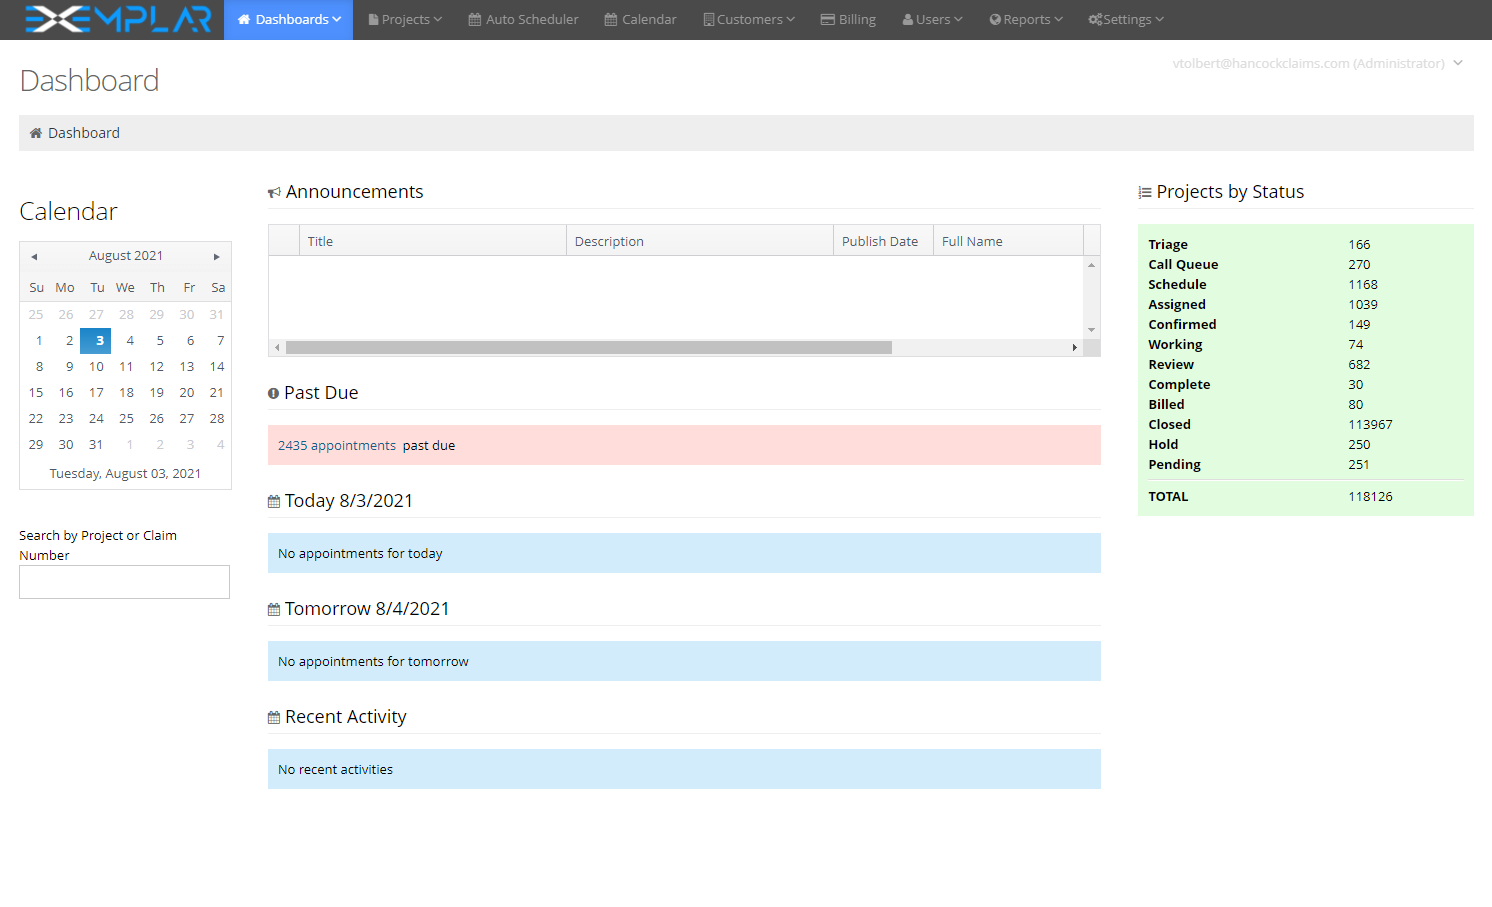 EXEMPLAR Dashboards Projects Auto Scheduler Calendar Customers Billing Users Reports Settings
vtolbert@hancockclaims.com (Administrator)
Dashboard
Dashboard
Calendar
August 2021
Su Mo Tu We Th Fr Sa
25 26 27 28 29 30 31
1 2 3 4 5 6 7
8 9 10 11 12 13 14
15 16 17 18 19 20 21
22 23 24 25 26 27 28
29 30 31 1 2 3 4
Tuesday, August 03, 2021
Search by Project or Claim
Number
Announcements
Title Description Publish Date Full Name
Past Due
2435 appointments past due
Today 8/3/2021
No appointments for today
Tomorrow 8/4/2021
No appointments for tomorrow
Recent Activity
No recent activities
Projects by Status
Triage 166
Call Queue 270
Schedule 1168
Assigned 1039
Confirmed 149
Working 74
Review 682
Complete 30
Billed 80
Closed 113967
Hold 250
Pending 251
TOTAL 118126